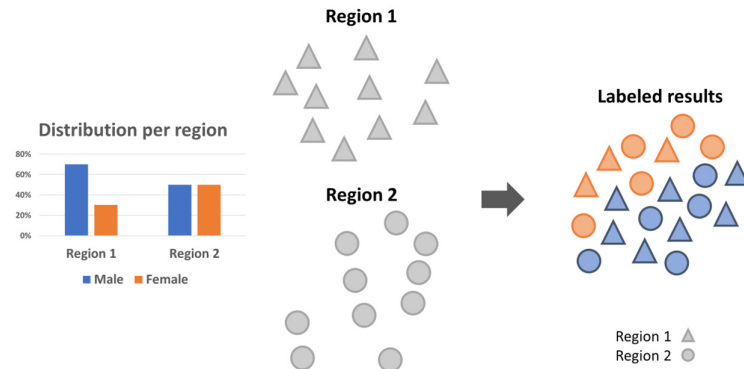 Region 1
Distribution per region
80%
60%
40%
20%
0%
Region 1 Region 2
Male Female
Region 2
Labeled results
Region 1
Region 2